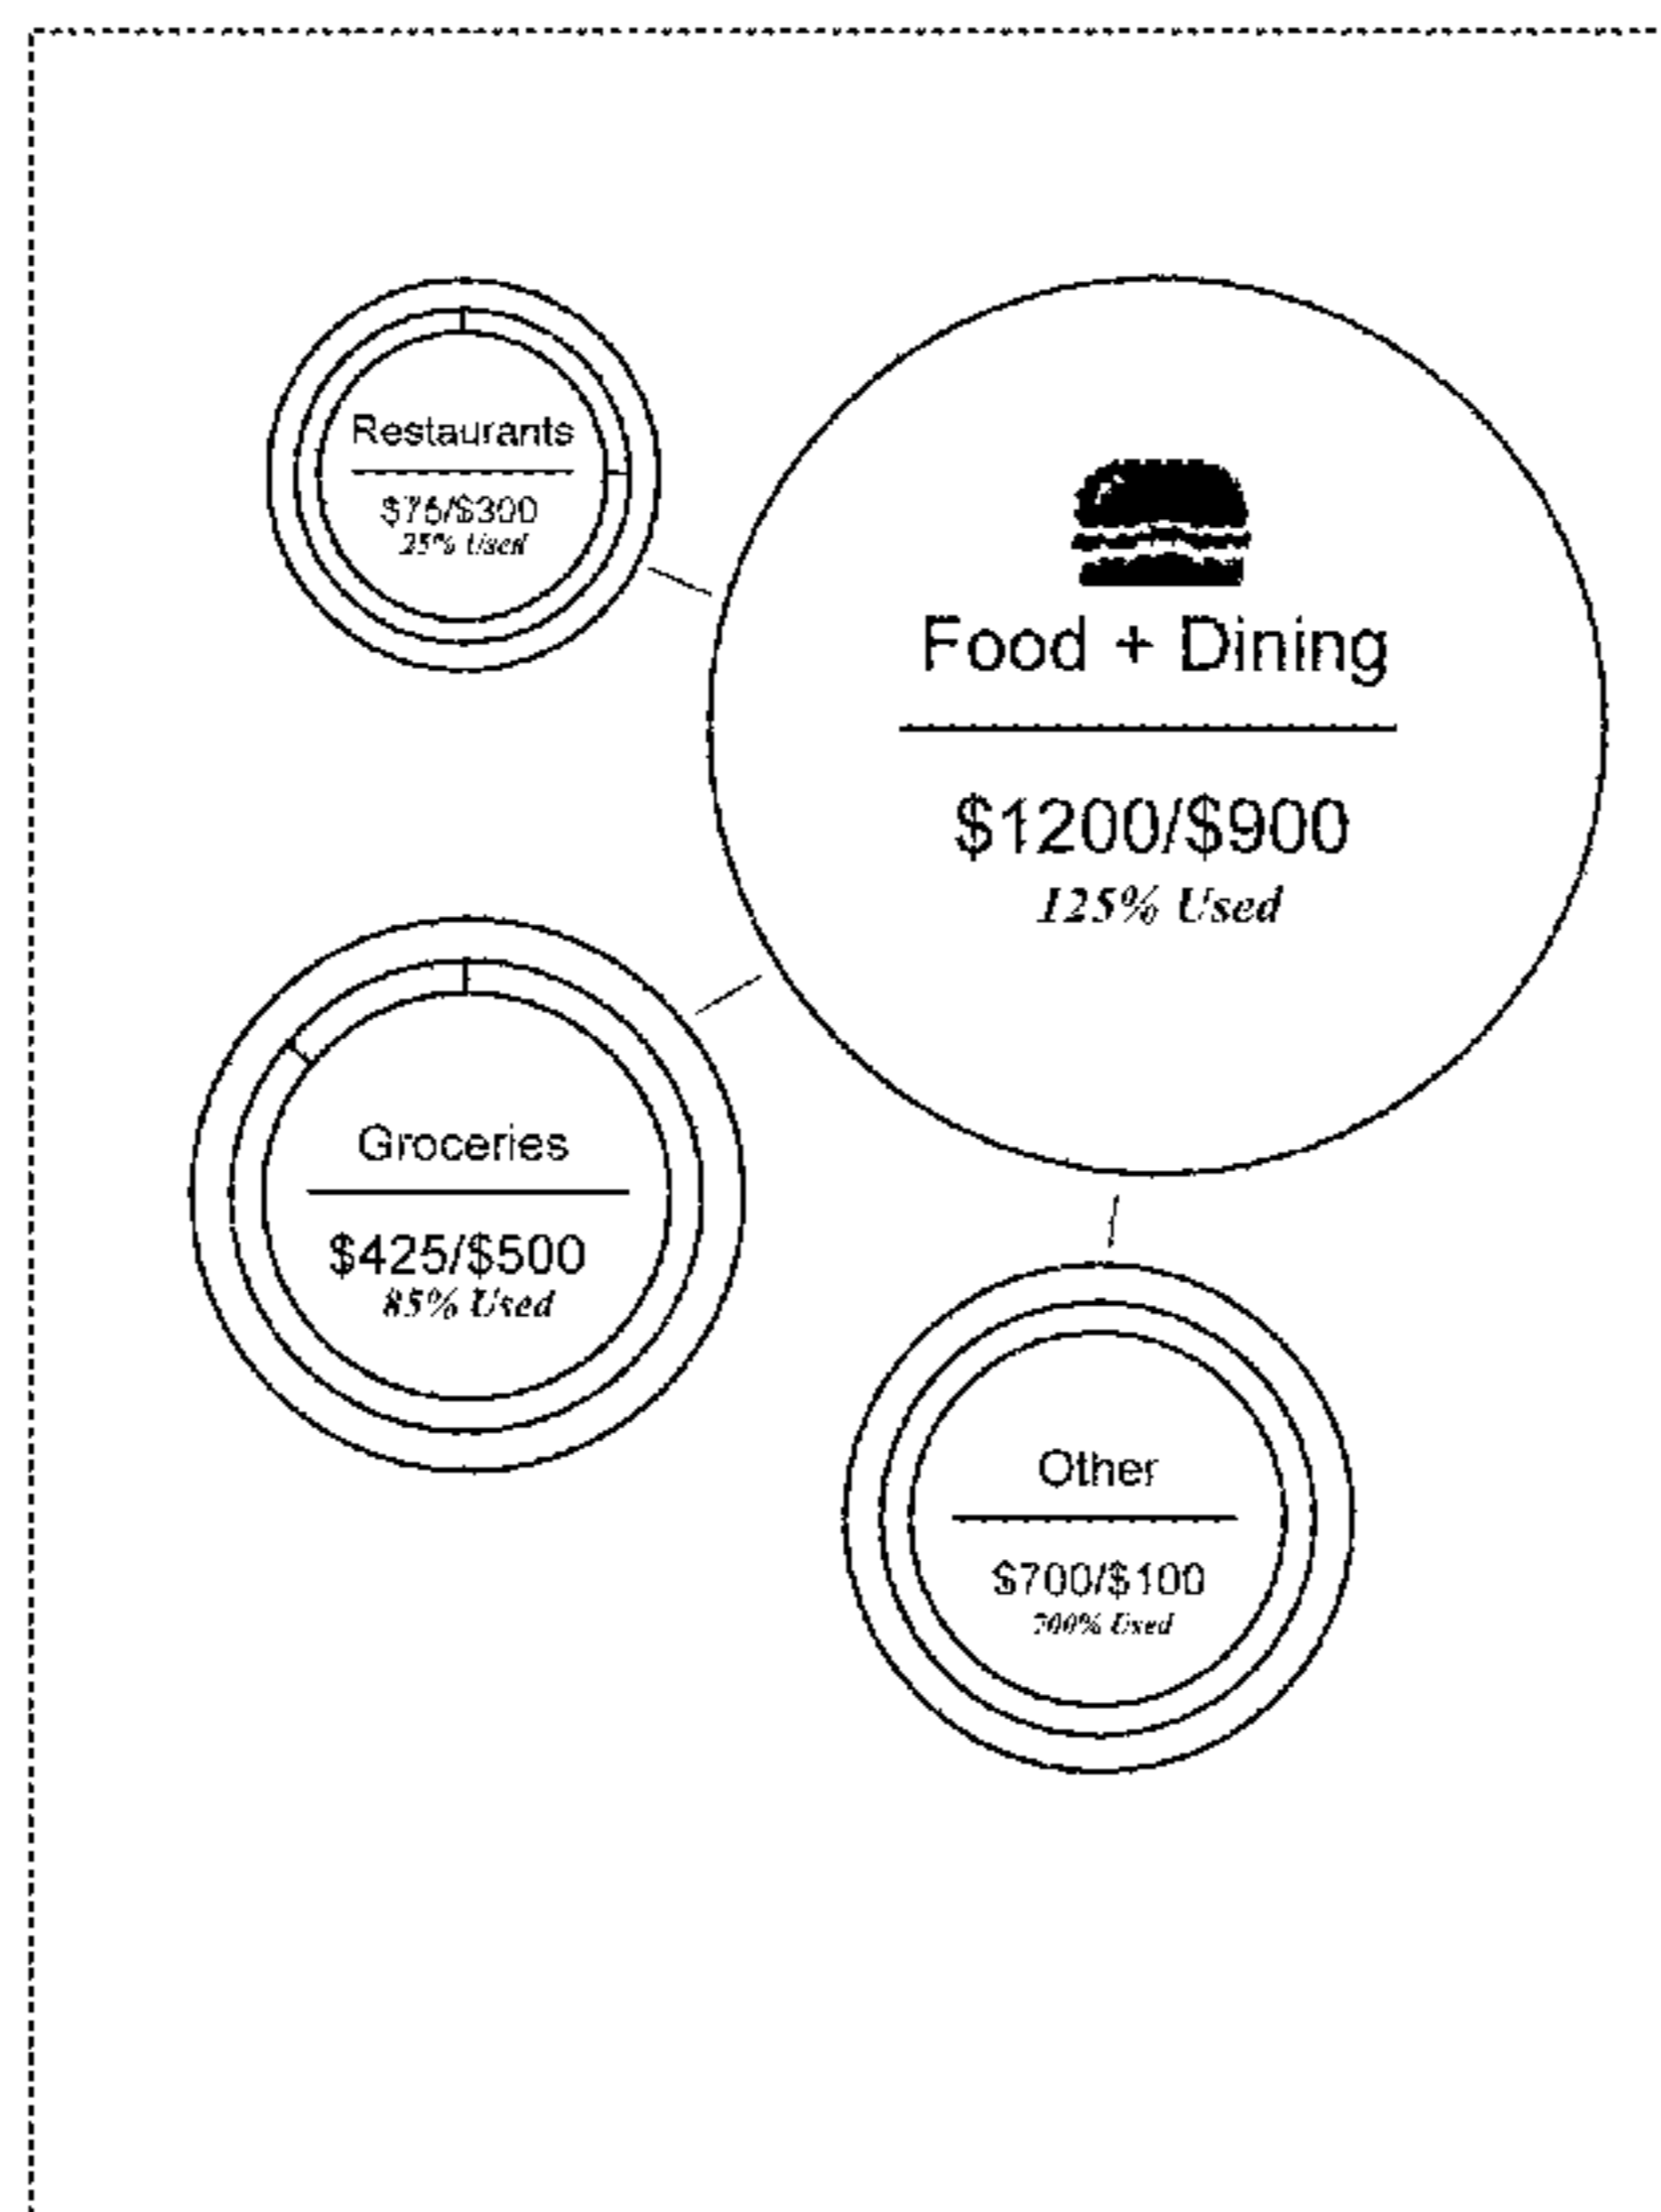 Restaurants
$75/$300
25% Used
Food + Dining
$1200/$900
125% Used
Groceries
$425/$500
85% Used
Other
$700/$100
700% Used